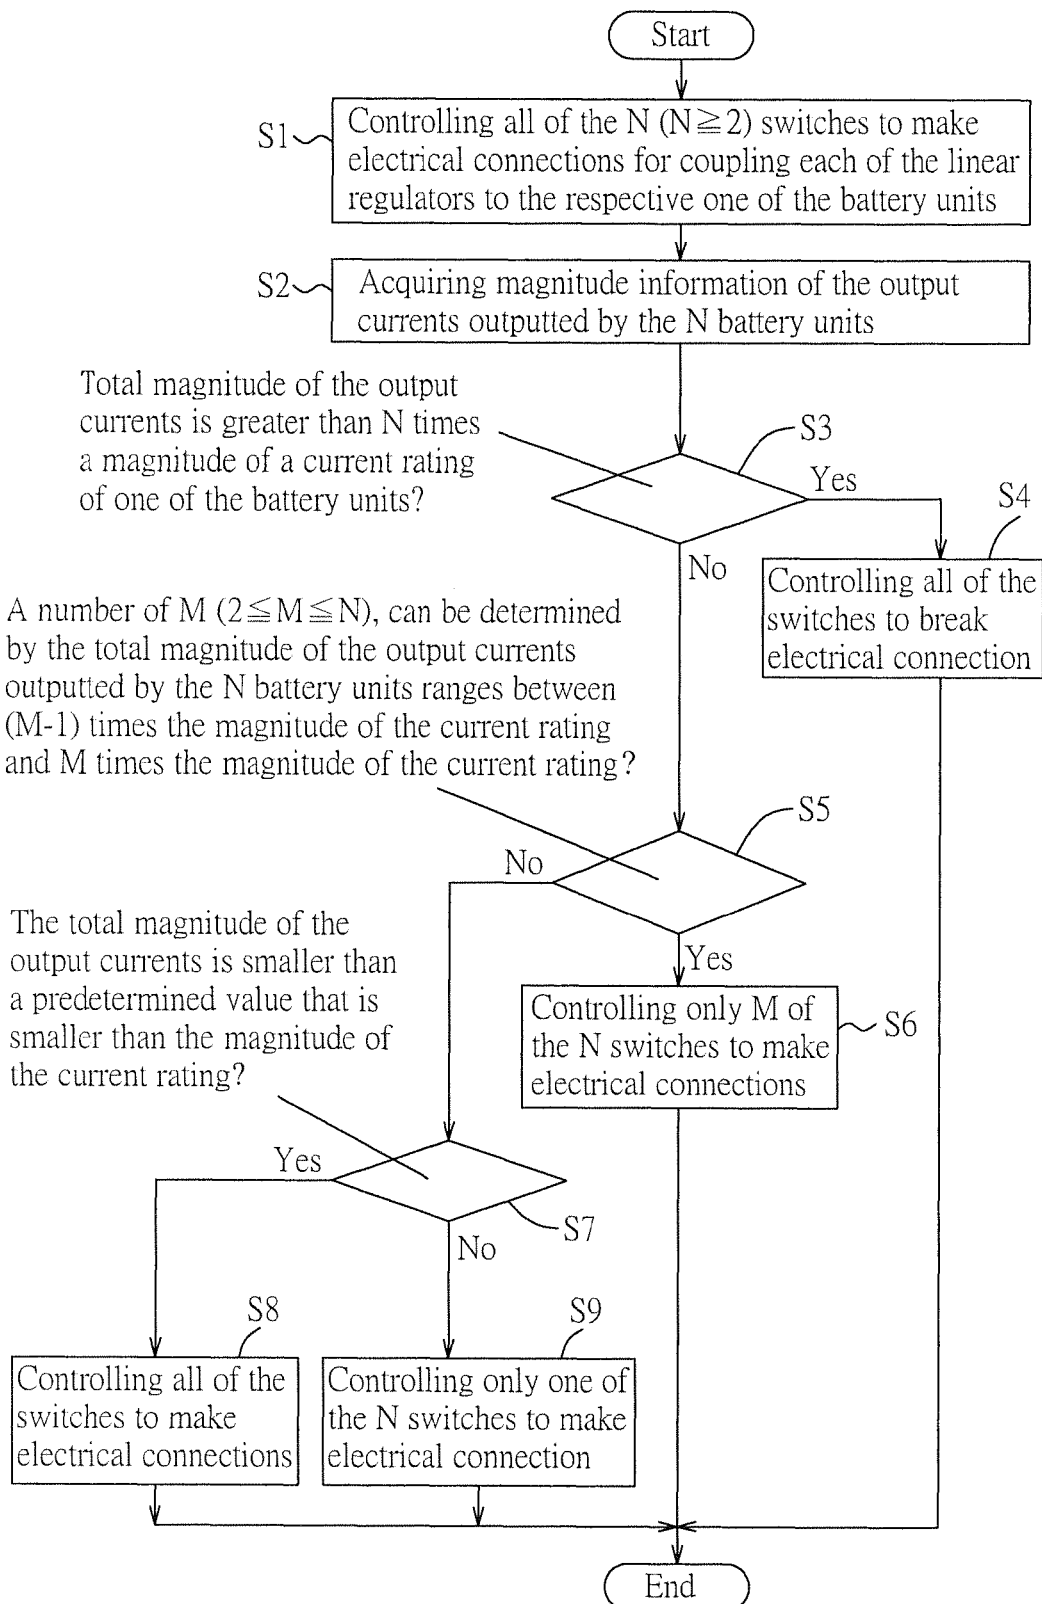 Start
S1
Controlling all of the N (N≧2) switches to make
electrical connections for coupling each of the linear
regulators to the respective one of the battery units
S2
Acquiring magnitude information of the output
currents outputted by the N battery units
Total magnitude of the output
currents is greater than N times
a magnitude of a current rating
of one of the battery units?
S3
Yes
S4
No
Controlling all of the
switches to break
electrical connection
A number of M (2≦M≦N), can be determined
by the total magnitude of the output currents
outputted by the N battery units ranges between
(M-1) times the magnitude of the current rating
and M times the magnitude of the current rating?
S5
No
Yes
The total magnitude of the
output currents is smaller than
a predetermined value that is
smaller than the magnitude of
the current rating?
Controlling only M of
the N switches to make
electrical connections
S6
Yes
S7
No
S8
S9
Controlling all of the
switches to make
electrical connections
Controlling only one of
the N switches to make
electrical connection
End